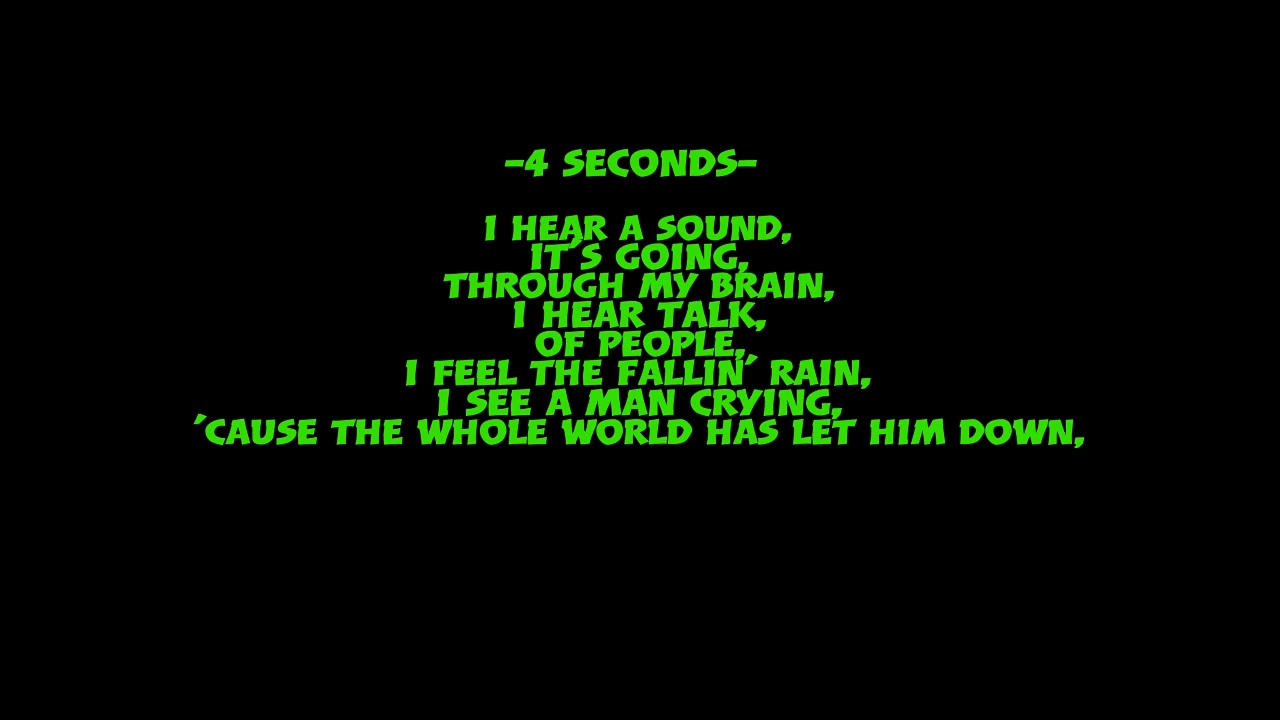 -4 SECONDS-
I HEAR A SOUND,
IT'S GOING,
THROUGH MY BRAIN,
I HEAR TALK,
OF PEOPLE,
I FEEL THE FALLIN' RAIN,
I SEE A MAN CRYING,
'CAUSE THE WHOLE WORLD HAS LET HIM DOWN,